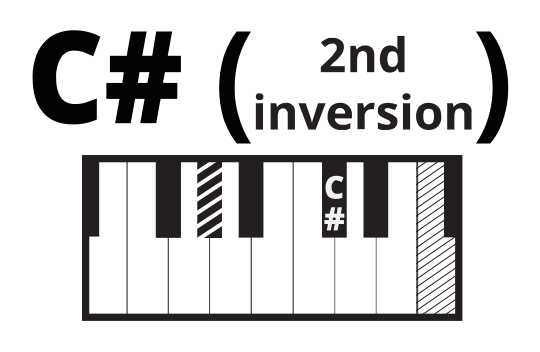 C# (2nd
inversion)
C
#